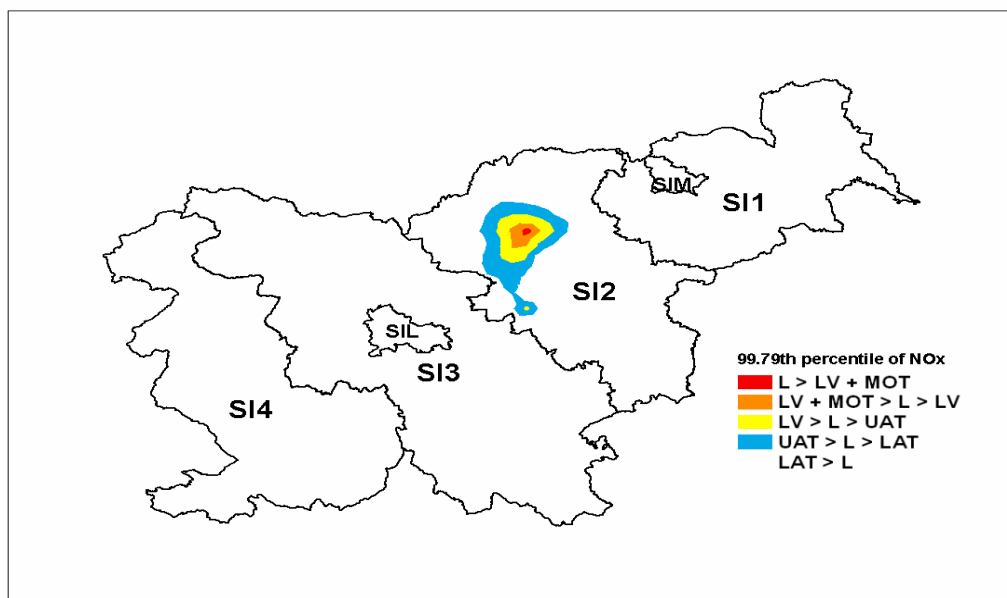 SIM
SI1
SI2
SIL
SI3
SI4
99.79th percentile of NOx
L > LV + MOT
LV + MOT > L > LV
LV > L > UAT
UAT > L > LAT
LAT > L